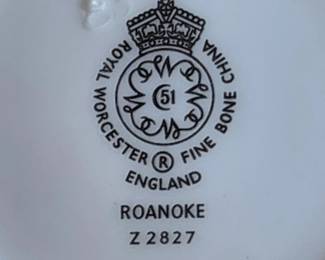 ROYAL WORCESTER ® FINE BONE CHINA
51
ENGLAND
ROANOKE
Z 2827